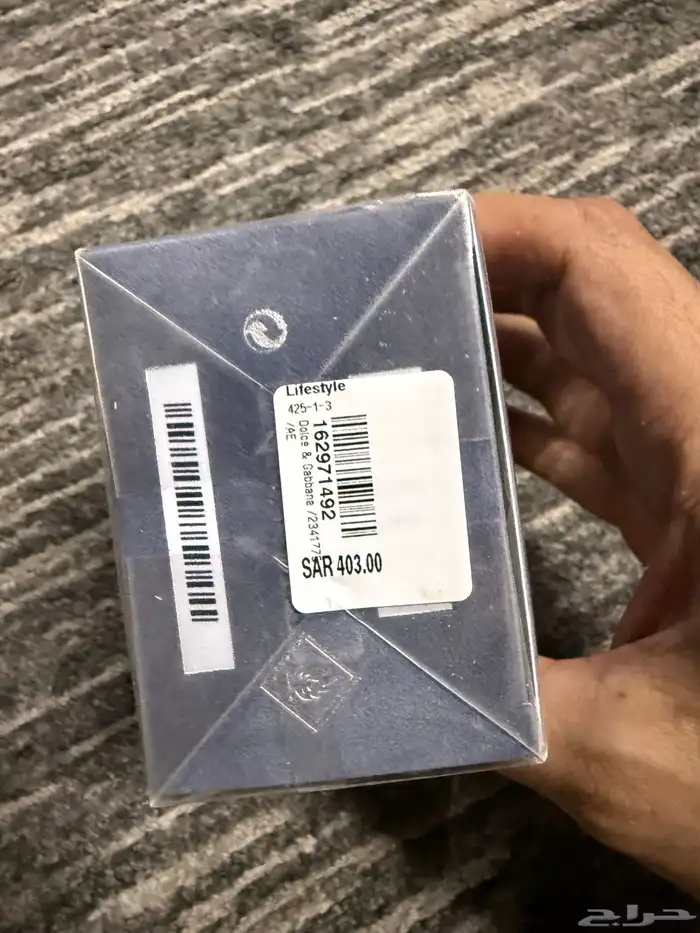 Lifestyle
425-1-3
162971492
Dolce & Gabbana /234177
/AE
SAR 403.00
حراج